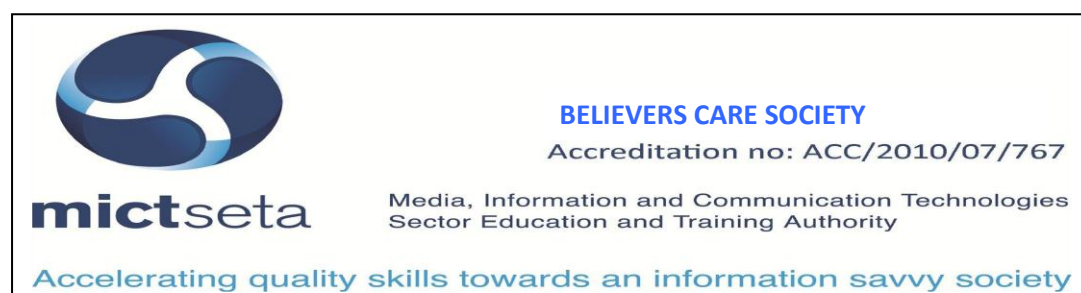 BELIEVERS CARE SOCIETY
Accreditation no: ACC/2010/07/767
mictseta
Media, Information and Communication Technologies
Sector Education and Training Authority
Accelerating quality skills towards an information savvy society